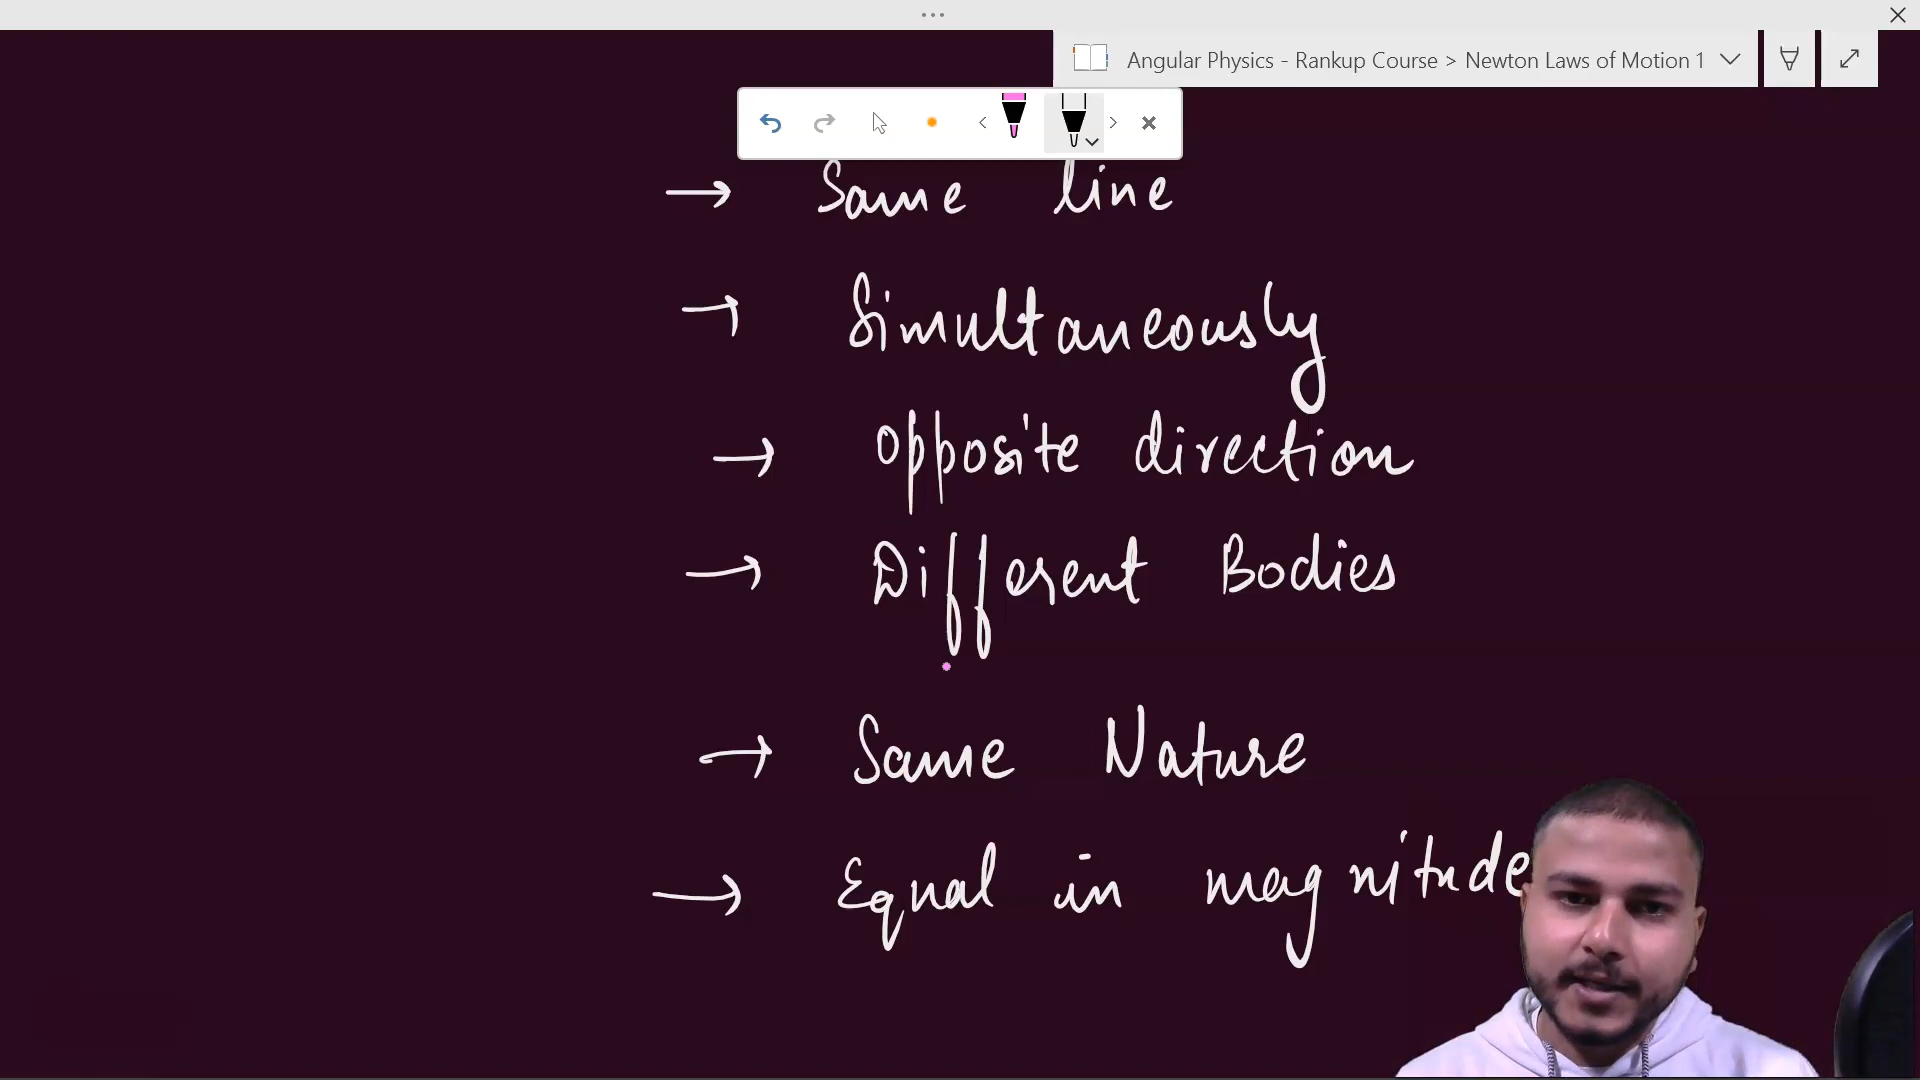 Angular Physics - Rankup Course > Newton Laws of Motion 1
→ Same line
→ Simultaneously
→ opposite direction
→ Different Bodies
→ Same Nature
→ Equal in magnitude